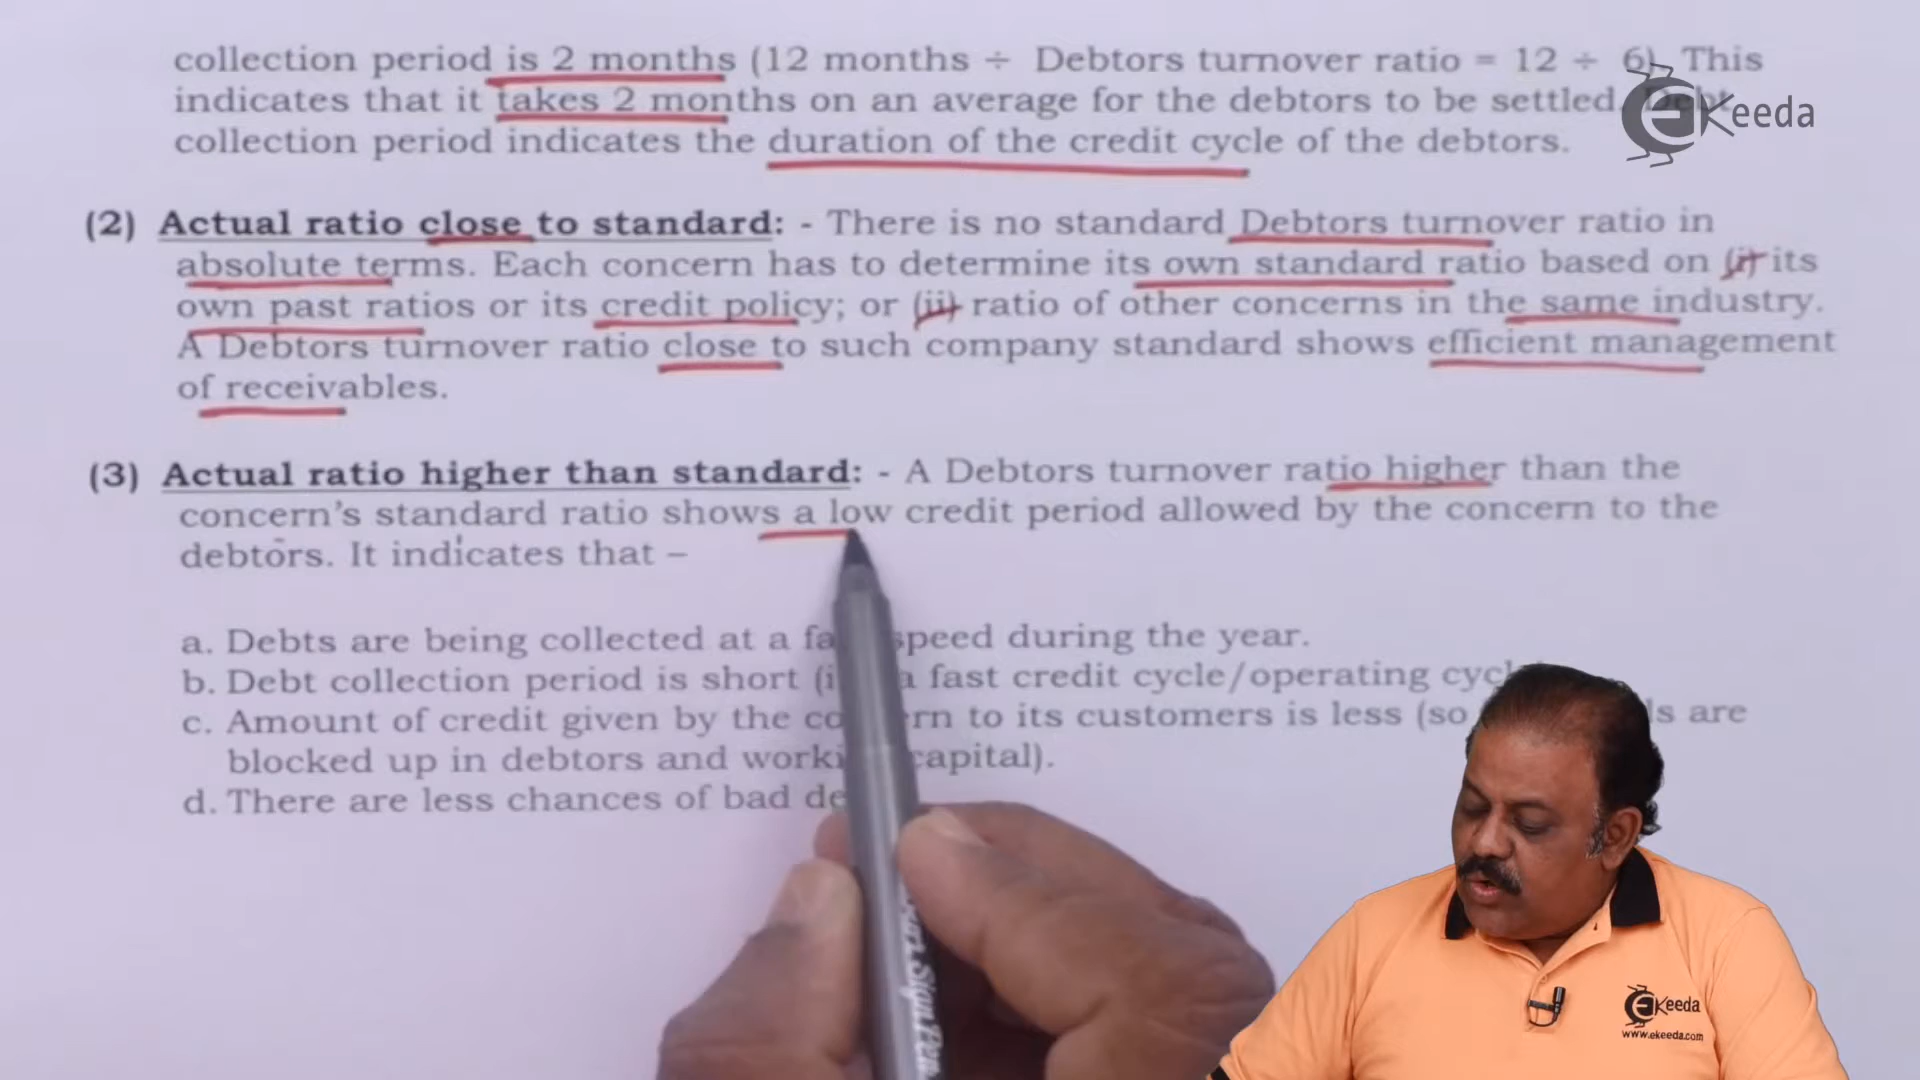 collection period is 2 months (12 months ÷ Debtors turnover ratio = 12 ÷ 6). This
indicates that it takes 2 months on an average for the debtors to be settled. Debt
collection period indicates the duration of the credit cycle of the debtors.
eKeeda
(2) Actual ratio close to standard: - There is no standard Debtors turnover ratio in
absolute terms. Each concern has to determine its own standard ratio based on (i) its
own past ratios or its credit policy; or (ii) ratio of other concerns in the same industry.
A Debtors turnover ratio close to such company standard shows efficient management
of receivables.
(3) Actual ratio higher than standard: - A Debtors turnover ratio higher than the
concern's standard ratio shows a low credit period allowed by the concern to the
debtors. It indicates that –
a. Debts are being collected at a speed during the year.
b. Debt collection period is short a fast credit cycle/operating
c. Amount of credit given by the to its customers is less (so are
blocked up in debtors and capital).
d. There are less chances of bad
eKeeda
www.ekeeda.com